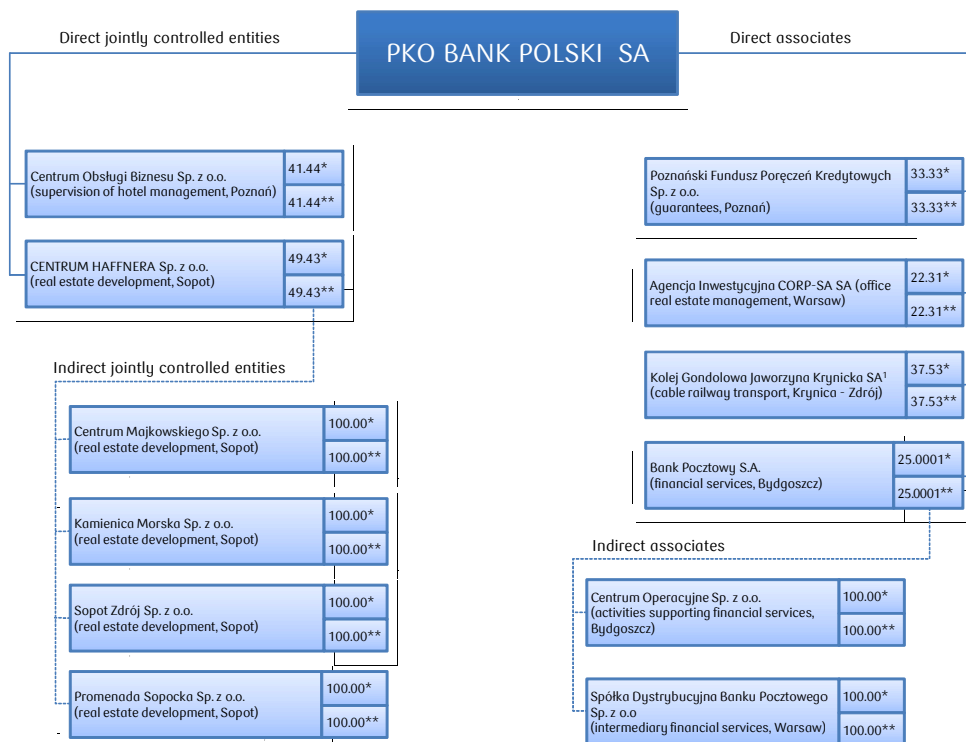 Direct jointly controlled entities
PKO BANK POLSKI SA
Direct associates
Centrum Obsługi Biznesu Sp. z o.o.
(supervision of hotel management, Poznań)
41.44*
41.44**
CENTRUM HAFFNERA Sp. z o.o.
(real estate development, Sopot)
49.43*
49.43**
Indirect jointly controlled entities
Centrum Majkowskiego Sp. z o.o.
(real estate development, Sopot)
100.00*
100.00**
Kamienica Morska Sp. z o.o.
(real estate development, Sopot)
100.00*
100.00**
Sopot Zdrój Sp. z o.o.
(real estate development, Sopot)
100.00*
100.00**
Promenada Sopocka Sp. z o.o.
(real estate development, Sopot)
100.00*
100.00**
Poznański Fundusz Poręczeń Kredytowych
Sp. z o.o.
(guarantees, Poznań)
33.33*
33.33**
Agencja Inwestycyjna CORP-SA SA (office
real estate management, Warsaw)
22.31*
22.31**
Kolej Gondolowa Jaworzyna Krynicka SA¹
(cable railway transport, Krynica - Zdrój)
37.53*
37.53**
Bank Pocztowy S.A.
(financial services, Bydgoszcz)
25.0001*
25.0001**
Indirect associates
Centrum Operacyjne Sp. z o.o.
(activities supporting financial services,
Bydgoszcz)
100.00*
100.00**
Spółka Dystrybucyjna Banku Pocztowego
Sp. z o.o
(intermediary financial services, Warsaw)
100.00*
100.00**